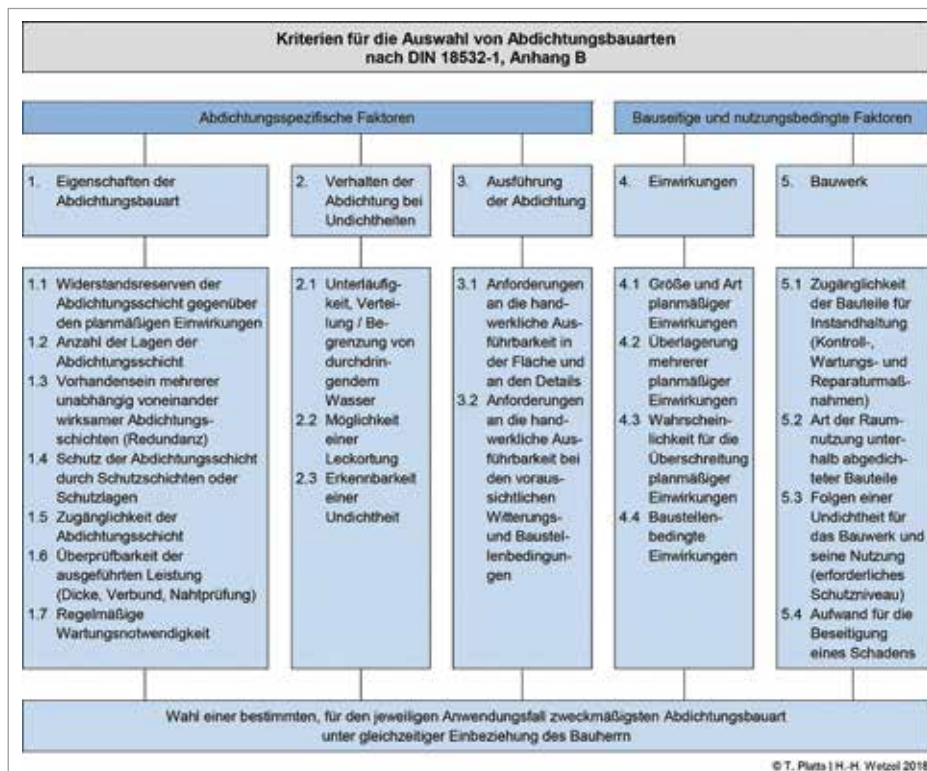 Kriterien für die Auswahl von Abdichtungsbauarten
nach DIN 18532-1, Anhang B
Abdichtungsspezifische Faktoren
Bauseitige und nutzungsbedingte Faktoren
1. Eigenschaften der
Abdichtungsbauart
2. Verhalten der
Abdichtung bei
Undichtheiten
3. Ausführung
der Abdichtung
4. Einwirkungen
5. Bauwerk
1.1 Widerstandsreserven der
Abdichtungsschicht gegenüber
den planmäßigen Einwirkungen
1.2 Anzahl der Lagen der
Abdichtungsschicht
1.3 Vorhandensein mehrerer
unabhängig voneinander
wirksamer Abdichtungs-
schichten (Redundanz)
1.4 Schutz der Abdichtungsschicht
durch Schutzschichten oder
Schutzlagen
1.5 Zugänglichkeit der
Abdichtungsschicht
1.6 Überprüfbarkeit der
ausgeführten Leistung
(Dicke, Verbund, Nahtprüfung)
1.7 Regelmäßige
Wartungsnotwendigkeit
2.1 Unterläufig-
keit, Vertei-
lung / Be-
grenzung von
durchdrin-
gendem
Wasser
2.2 Möglichkeit
einer
Leckortung
2.3 Erkennbarkeit
einer
Undichtheit
3.1 Anforderungen
an die hand-
werkliche Aus-
führbarkeit in
der Fläche und
an den Details
3.2 Anforderungen
an die hand-
werkliche Aus-
führbarkeit bei
den voraus-
sichtlichen
Witterungs-
und Baustel-
lenbedingun-
gen
4.1 Größe und Art
planmäßiger
Einwirkungen
4.2 Überlagerung
mehrerer
planmäßiger
Einwirkungen
4.3 Wahrschein-
lichkeit für die
Überschreitung
planmäßiger
Einwirkungen
4.4 Baustellen-
bedingte
Einwirkungen
5.1 Zugänglichkeit
der Bauteile für
Instandhaltung
(Kontroll-,
Wartungs- und
Reparaturmaß-
nahmen)
5.2 Art der Raum-
nutzung unter-
halb abgedich-
teter Bauteile
5.3 Folgen einer
Undichtheit für
das Bauwerk und
seine Nutzung
(erforderliches
Schutzniveau)
5.4 Aufwand für die
Beseitigung
eines Schadens
Wahl einer bestimmten, für den jeweiligen Anwendungsfall zweckmäßigsten Abdichtungsbauart
unter gleichzeitiger Einbeziehung des Bauherrn
© T. Platts | H.-H. Wetzel 2018